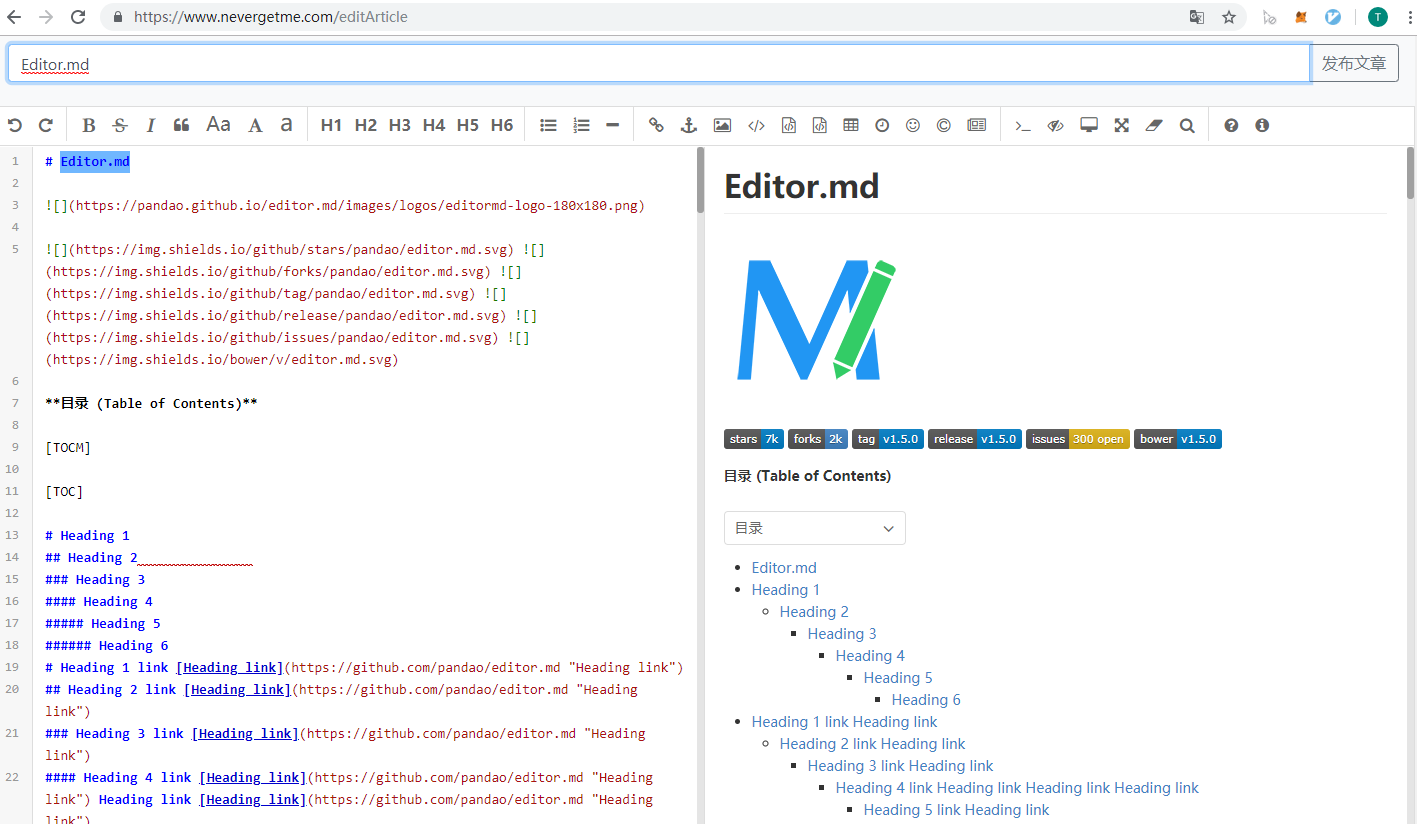 https://www.nevergetme.com/editArticle
T
Editor.md
发布文章
B S I Aa A a H1 H2 H3 H4 H5 H6
1 # Editor.md
2
3 ![](https://pandao.github.io/editor.md/images/logos/editormd-logo-180x180.png)
4
5 ![](https://img.shields.io/github/stars/pandao/editor.md.svg) ![]
(https://img.shields.io/github/forks/pandao/editor.md.svg) ![]
(https://img.shields.io/github/tag/pandao/editor.md.svg) ![]
(https://img.shields.io/github/release/pandao/editor.md.svg) ![]
(https://img.shields.io/github/issues/pandao/editor.md.svg) ![]
(https://img.shields.io/bower/v/editor.md.svg)
6
7 **目录 (Table of Contents)**
8
9 [TOCM]
10
11 [TOC]
12
13 # Heading 1
14 ## Heading 2
15 ### Heading 3
16 #### Heading 4
17 ##### Heading 5
18 ###### Heading 6
19 # Heading 1 link [Heading link](https://github.com/pandao/editor.md "Heading link")
20 ## Heading 2 link [Heading link](https://github.com/pandao/editor.md "Heading
link")
21 ### Heading 3 link [Heading link](https://github.com/pandao/editor.md "Heading
link")
22 #### Heading 4 link [Heading link](https://github.com/pandao/editor.md "Heading
link") Heading link [Heading link](https://github.com/pandao/editor.md "Heading
link")
Editor.md
stars 7k forks 2k tag v1.5.0 release v1.5.0 issues 300 open bower v1.5.0
目录 (Table of Contents)
目录
Editor.md
Heading 1
Heading 2
Heading 3
Heading 4
Heading 5
Heading 6
Heading 1 link Heading link
Heading 2 link Heading link
Heading 3 link Heading link
Heading 4 link Heading link Heading link Heading link
Heading 5 link Heading link